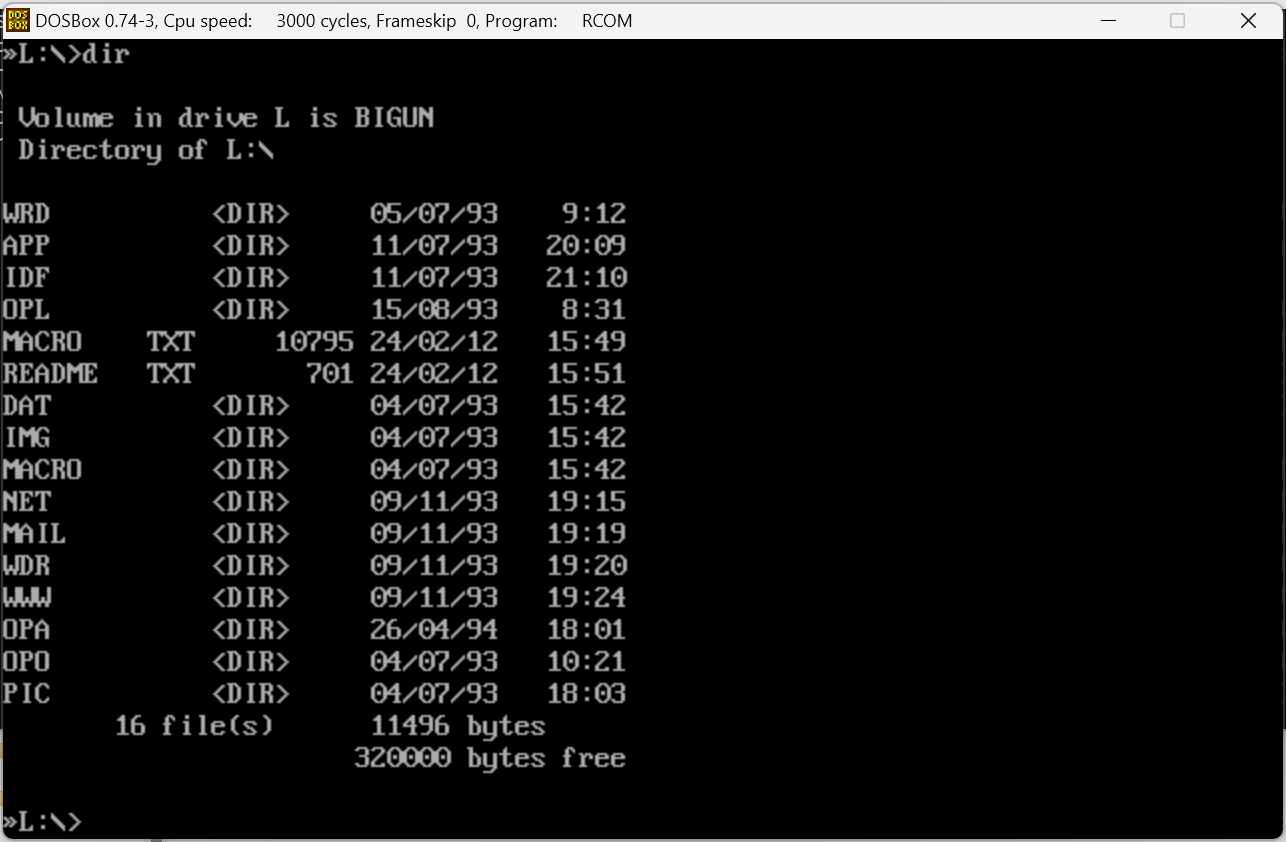 DOSBox 0.74-3, Cpu speed:    3000 cycles, Frameskip  0, Program:    RCOM
»L:\>dir

 Volume in drive L is BIGUN
 Directory of L:\

WRD          <DIR>     05/07/93    9:12
APP          <DIR>     11/07/93   20:09
IDF          <DIR>     11/07/93   21:10
OPL          <DIR>     15/08/93    8:31
MACRO    TXT     10795 24/02/12   15:49
README   TXT       701 24/02/12   15:51
DAT          <DIR>     04/07/93   15:42
IMG          <DIR>     04/07/93   15:42
MACRO        <DIR>     04/07/93   15:42
NET          <DIR>     09/11/93   19:15
MAIL         <DIR>     09/11/93   19:19
WDR          <DIR>     09/11/93   19:20
WWW          <DIR>     09/11/93   19:24
OPA          <DIR>     26/04/94   18:01
OPO          <DIR>     04/07/93   10:21
PIC          <DIR>     04/07/93   18:03
       16 file(s)      11496 bytes
                      320000 bytes free

»L:\>